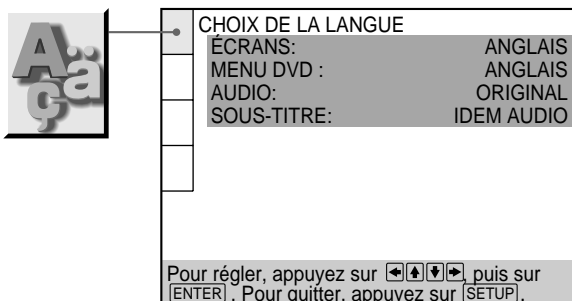 Aäç
CHOIX DE LA LANGUE
ÉCRANS: ANGLAIS
MENU DVD : ANGLAIS
AUDIO: ORIGINAL
SOUS-TITRE: IDEM AUDIO
Pour régler, appuyez sur ←↑↓→, puis sur
ENTER . Pour quitter, appuyez sur SETUP .